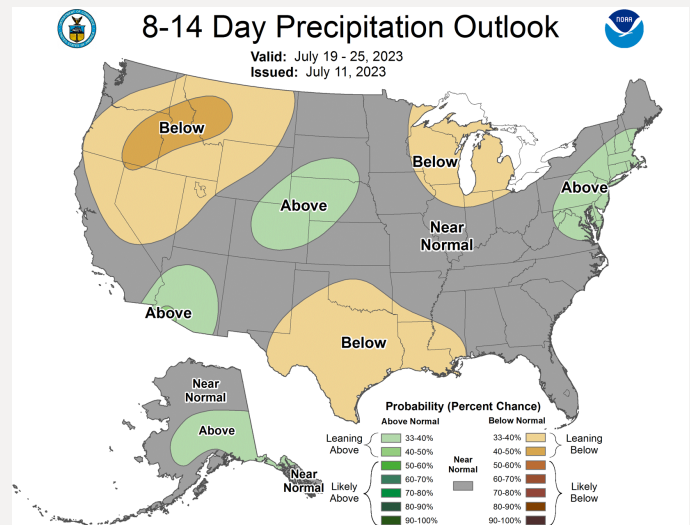 8-14 Day Precipitation Outlook
Valid: July 19 - 25, 2023
Issued: July 11, 2023
NOAA
Below
Above
Below
Above
Near
Normal
Above
Below
Near
Normal
Above
Near
Normal
Probability (Percent Chance)
Above Normal
Below Normal
Leaning
Above
33-40%
40-50%
Likely
Above
50-60%
60-70%
70-80%
80-90%
90-100%
Near
Normal
33-40%
40-50%
Leaning
Below
50-60%
60-70%
70-80%
80-90%
90-100%
Likely
Below